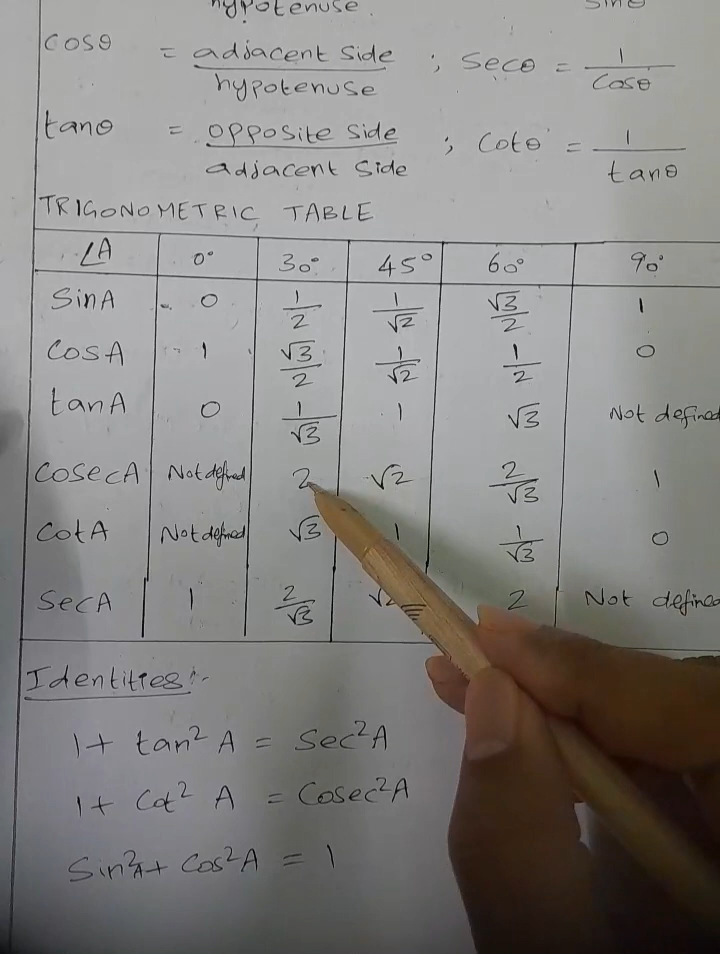 hypotenuse. sinθ
cosθ = adjacent side / hypotenuse ; secθ = 1 / cosθ
tanθ = opposite side / adjacent side ; cotθ = 1 / tanθ
TRIGONOMETRIC TABLE
∠A 0° 30° 45° 60° 90°
SinA 0 1/2 1/√2 √3/2 1
CosA 1 √3/2 1/√2 1/2 0
tanA 0 1/√3 1 √3 Not defined
CosecA Not defined 2 √2 2/√3 1
CotA Not defined √3 1 1/√3 0
SecA 1 2/√3 √2 2 Not defined
Identities:-
1+ tan² A = Sec²A
1+ Cot² A = Cosec²A
Sin²A + Cos²A = 1